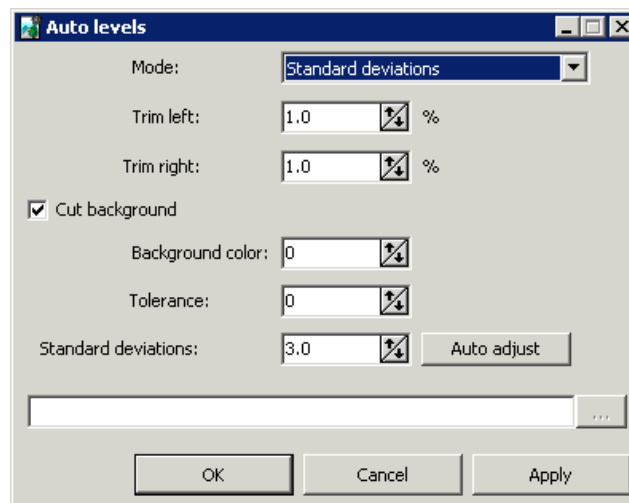 Auto levels
Mode: Standard deviations
Trim left: 1.0 %
Trim right: 1.0 %
Cut background
Background color: 0
Tolerance: 0
Standard deviations: 3.0 Auto adjust
...
OK Cancel Apply